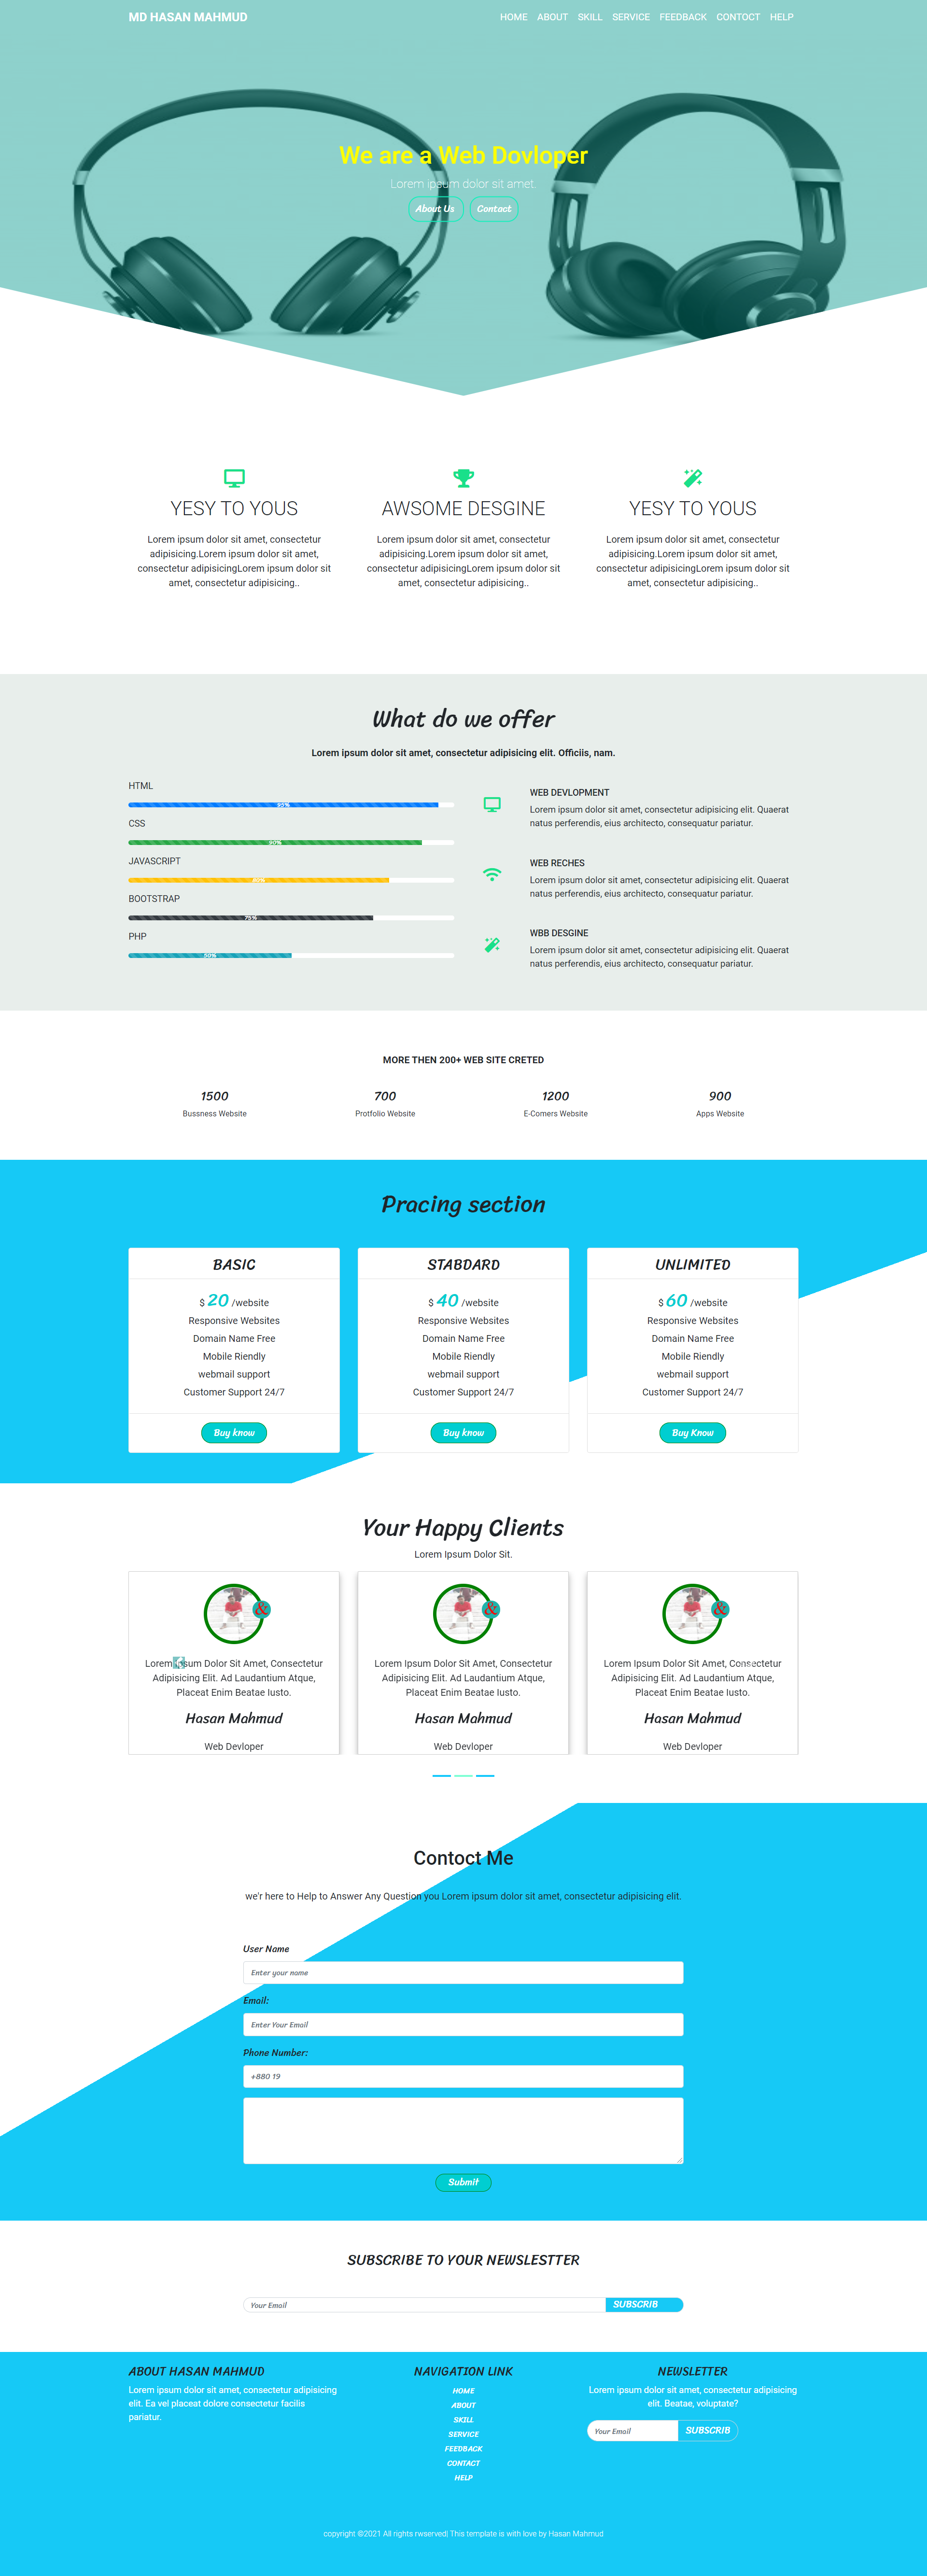 MD HASAN MAHMUD
HOME ABOUT SKILL SERVICE FEEDBACK CONTOCT HELP
We are a Web Dovloper
Lorem ipsum dolor sit amet.
About Us Contact
YESY TO YOUS
Lorem ipsum dolor sit amet, consectetur
adipisicing.Lorem ipsum dolor sit amet,
consectetur adipisicingLorem ipsum dolor sit
amet, consectetur adipisicing..
AWSOME DESGINE
Lorem ipsum dolor sit amet, consectetur
adipisicing.Lorem ipsum dolor sit amet,
consectetur adipisicingLorem ipsum dolor sit
amet, consectetur adipisicing..
YESY TO YOUS
Lorem ipsum dolor sit amet, consectetur
adipisicing.Lorem ipsum dolor sit amet,
consectetur adipisicingLorem ipsum dolor sit
amet, consectetur adipisicing..
What do we offer
Lorem ipsum dolor sit amet, consectetur adipisicing elit. Officiis, nam.
HTML
95%
CSS
90%
JAVASCRIPT
80%
BOOTSTRAP
75%
PHP
50%
WEB DEVLOPMENT
Lorem ipsum dolor sit amet, consectetur adipisicing elit. Quaerat
natus perferendis, eius architecto, consequatur pariatur.
WEB RECHES
Lorem ipsum dolor sit amet, consectetur adipisicing elit. Quaerat
natus perferendis, eius architecto, consequatur pariatur.
WBB DESGINE
Lorem ipsum dolor sit amet, consectetur adipisicing elit. Quaerat
natus perferendis, eius architecto, consequatur pariatur.
MORE THEN 200+ WEB SITE CRETED
1500
Bussness Website
700
Protfolio Website
1200
E-Comers Website
900
Apps Website
Pracing section
BASIC
$ 20 /website
Responsive Websites
Domain Name Free
Mobile Riendly
webmail support
Customer Support 24/7
Buy know
STABDARD
$ 40 /website
Responsive Websites
Domain Name Free
Mobile Riendly
webmail support
Customer Support 24/7
Buy know
UNLIMITED
$ 60 /website
Responsive Websites
Domain Name Free
Mobile Riendly
webmail support
Customer Support 24/7
Buy Know
Your Happy Clients
Lorem Ipsum Dolor Sit.
&
Lorem Ipsum Dolor Sit Amet, Consectetur
Adipisicing Elit. Ad Laudantium Atque,
Placeat Enim Beatae Iusto.
Hasan Mahmud
Web Devloper
&
Lorem Ipsum Dolor Sit Amet, Consectetur
Adipisicing Elit. Ad Laudantium Atque,
Placeat Enim Beatae Iusto.
Hasan Mahmud
Web Devloper
&
Lorem Ipsum Dolor Sit Amet, Consectetur
Adipisicing Elit. Ad Laudantium Atque,
Placeat Enim Beatae Iusto.
Hasan Mahmud
Web Devloper
Contoct Me
we'r here to Help to Answer Any Question you Lorem ipsum dolor sit amet, consectetur adipisicing elit.
User Name
Enter your name
Email:
Enter Your Email
Phone Number:
+880 19
Submit
SUBSCRIBE TO YOUR NEWSLESTTER
Your Email SUBSCRIB
ABOUT HASAN MAHMUD
Lorem ipsum dolor sit amet, consectetur adipisicing
elit. Ea vel placeat dolore consectetur facilis
pariatur.
NAVIGATION LINK
HOME
ABOUT
SKILL
SERVICE
FEEDBACK
CONTACT
HELP
NEWSLETTER
Lorem ipsum dolor sit amet, consectetur adipisicing
elit. Beatae, voluptate?
Your Email SUBSCRIB
copyright ©2021 All rights rwserved| This template is with love by Hasan Mahmud